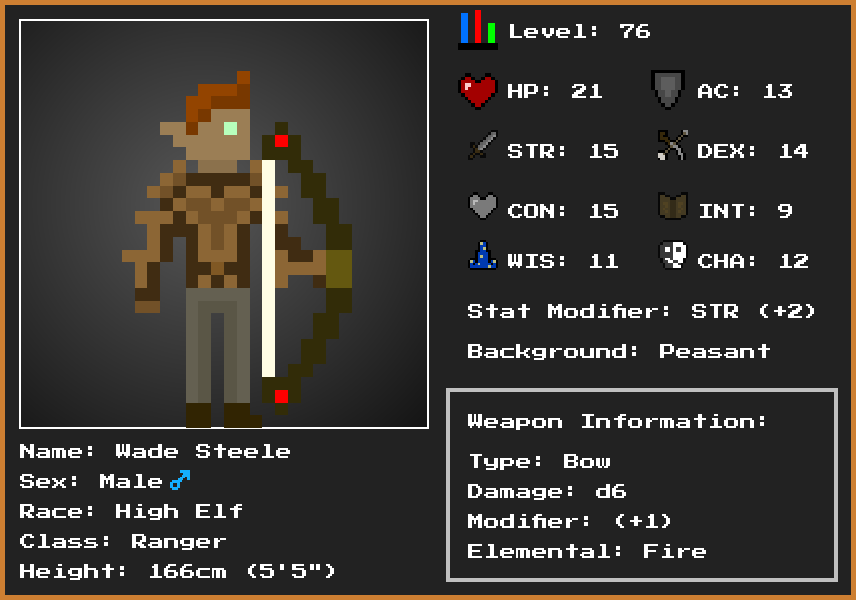 Level: 76
HP: 21 AC: 13
STR: 15 DEX: 14
CON: 15 INT: 9
WIS: 11 CHA: 12
Stat Modifier: STR (+2)
Background: Peasant
Weapon Information:
Type: Bow
Damage: d6
Modifier: (+1)
Elemental: Fire
Name: Wade Steele
Sex: Male ♂
Race: High Elf
Class: Ranger
Height: 166cm (5'5")